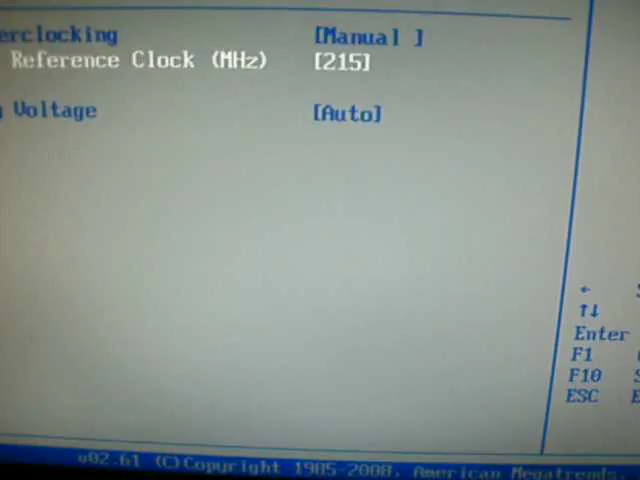 erclocking [Manual ]
Reference Clock (MHz) [215]
Voltage [Auto]
←
↑↓
Enter
F1
F10 S
ESC E
v02.61 (C)Copyright 1985-2008, American Megatrends,